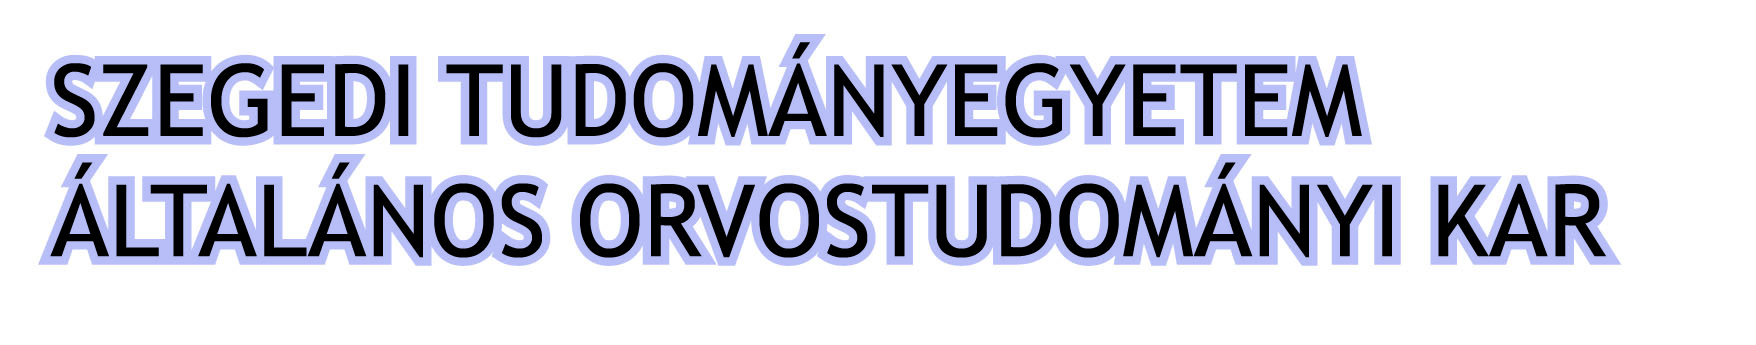 SZEGEDI TUDOMÁNYEGYETEM
ÁLTALÁNOS ORVOSTUDOMÁNYI KAR